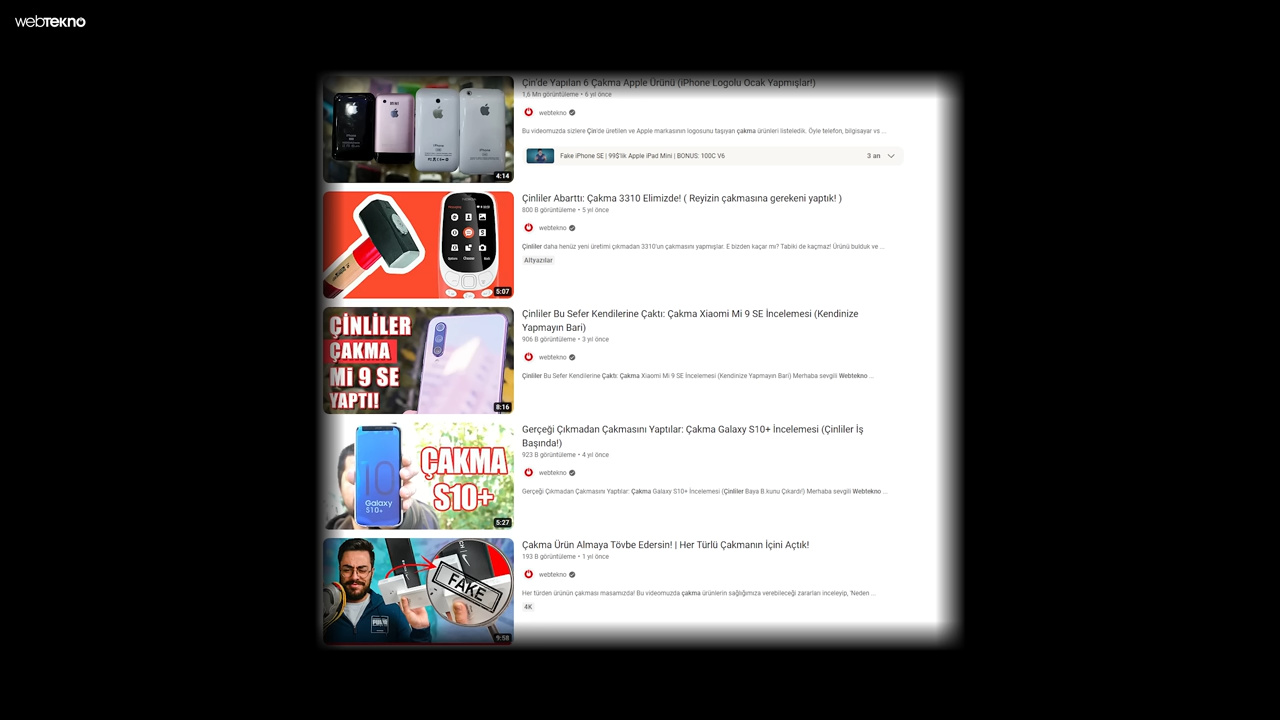 webtekno
Çin'de Yapılan 6 Çakma Apple Ürünü (iPhone Logolu Ocak Yapmışlar!)
1,6 Mn görüntüleme • 6 yıl önce
webtekno
Bu videomuzda sizlere Çin'de üretilen ve Apple markasının logosunu taşıyan çakma ürünleri listeledik. Öyle telefon, bilgisayar vs ...
Fake iPhone SE | 99$'lik Apple iPad Mini | BONUS: 100C V6
3 an
4:14
Çinliler Abarttı: Çakma 3310 Elimizde! ( Reyizin çakmasına gerekeni yaptık! )
800 B görüntüleme • 5 yıl önce
webtekno
Çinliler daha henüz yeni üretimi çıkmadan 3310'un çakmasını yapmışlar. E bizden kaçar mı? Tabiki de kaçmaz! Ürünü bulduk ve ...
Altyazılar
5:07
ÇİNLİLER
ÇAKMA
Mi 9 SE
YAPTI!
8:16
Çinliler Bu Sefer Kendilerine Çaktı: Çakma Xiaomi Mi 9 SE İncelemesi (Kendinize
Yapmayın Bari)
906 B görüntüleme • 3 yıl önce
webtekno
Çinliler Bu Sefer Kendilerine Çaktı: Çakma Xiaomi Mi 9 SE İncelemesi (Kendinize Yapmayın Bari) Merhaba sevgili Webtekno ...
10
Galaxy
S10+
ÇAKMA
S10+
5:27
Gerçeği Çıkmadan Çakmasını Yaptılar: Çakma Galaxy S10+ İncelemesi (Çinliler İş
Başında!)
923 B görüntüleme • 4 yıl önce
webtekno
Gerçeği Çıkmadan Çakmasını Yaptılar: Çakma Galaxy S10+ İncelemesi (Çinliler Baya B.kunu Çıkardı!) Merhaba sevgili Webtekno ...
FAKE
9:58
Çakma Ürün Almaya Tövbe Edersin! | Her Türlü Çakmanın İçini Açtık!
193 B görüntüleme • 1 yıl önce
webtekno
Her türden ürünün çakması masamızda! Bu videomuzda çakma ürünlerin sağlığımıza verebileceği zararları inceleyip, 'Neden ...
4K